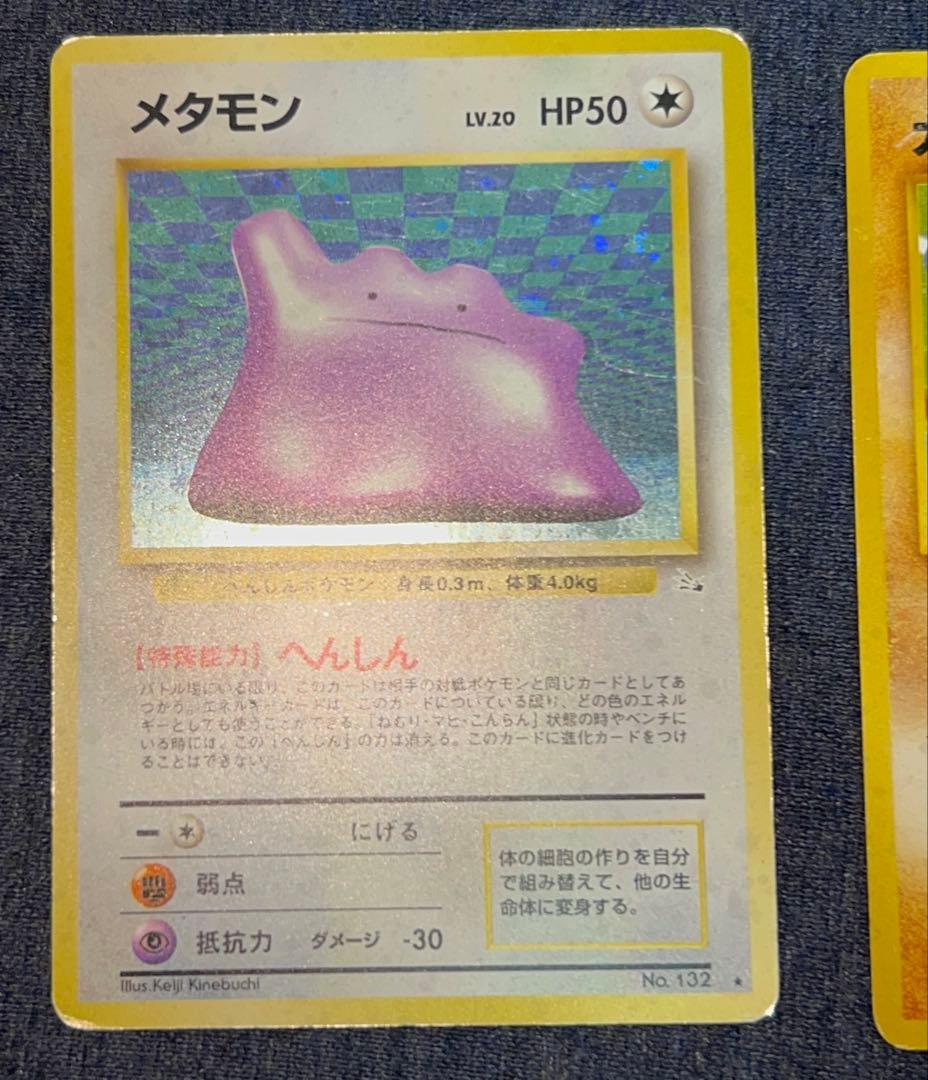 メタモン LV.20 HP50
へんしんポケモン 身長0.3m、体重4.0kg
[特殊能力] へんしん
バトル場にいる限り、このカードは相手の対戦ポケモンと同じカードとしてあ
つかう。エネルギーカードは、このカードについている限り、どの色のエネル
ギーとしても使うことができる。[ねむり・マヒ・こんらん] 状態の時やベンチに
いる時には、この [へんしん] の力は消える。このカードに進化カードをつけ
ることはできない。
ー にげる
弱点
抵抗力 ダメージ -30
体の細胞の作りを自分
で組み替えて、他の生
命体に変身する。
Illus.Keiji Kinebuchi
No. 132 ★